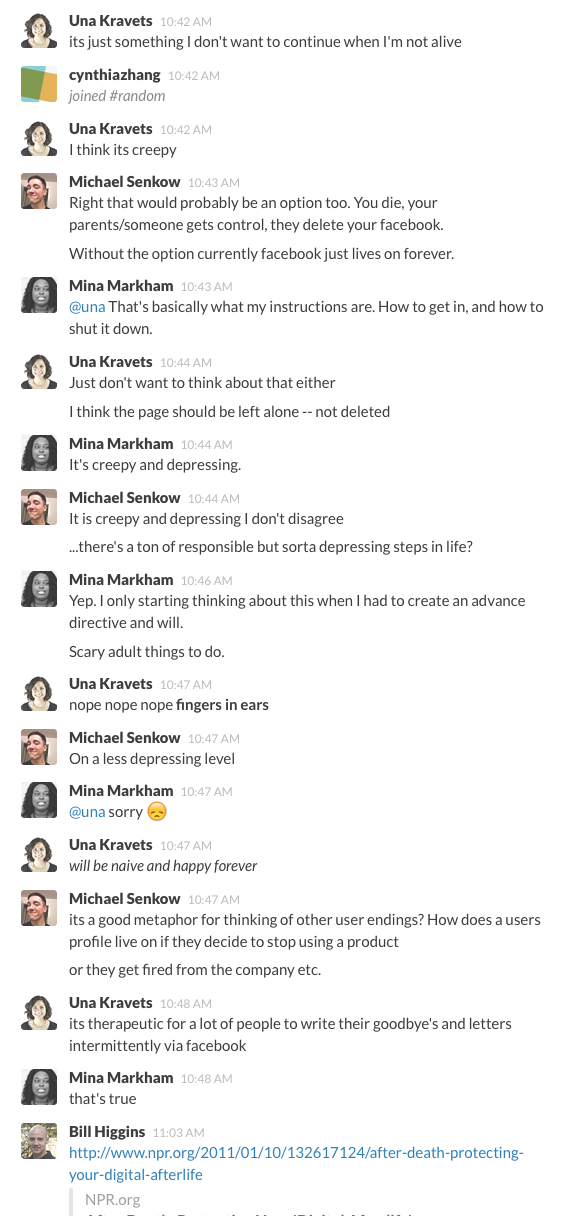 Una Kravets 10:42 AM
its just something I don't want to continue when I'm not alive
cynthiazhang 10:42 AM
joined #random
Una Kravets 10:42 AM
I think its creepy
Michael Senkow 10:43 AM
Right that would probably be an option too. You die, your
parents/someone gets control, they delete your facebook.
Without the option currently facebook just lives on forever.
Mina Markham 10:43 AM
@una That's basically what my instructions are. How to get in, and how to
shut it down.
Una Kravets 10:44 AM
Just don't want to think about that either
I think the page should be left alone -- not deleted
Mina Markham 10:44 AM
It's creepy and depressing.
Michael Senkow 10:44 AM
It is creepy and depressing I don't disagree
...there's a ton of responsible but sorta depressing steps in life?
Mina Markham 10:46 AM
Yep. I only starting thinking about this when I had to create an advance
directive and will.
Scary adult things to do.
Una Kravets 10:47 AM
nope nope nope fingers in ears
Michael Senkow 10:47 AM
On a less depressing level
Mina Markham 10:47 AM
@una sorry 😞
Una Kravets 10:47 AM
will be naive and happy forever
Michael Senkow 10:47 AM
its a good metaphor for thinking of other user endings? How does a users
profile live on if they decide to stop using a product
or they get fired from the company etc.
Una Kravets 10:48 AM
its therapeutic for a lot of people to write their goodbye's and letters
intermittently via facebook
Mina Markham 10:48 AM
that's true
Bill Higgins 11:03 AM
http://www.npr.org/2011/01/10/132617124/after-death-protecting-
your-digital-afterlife
NPR.org